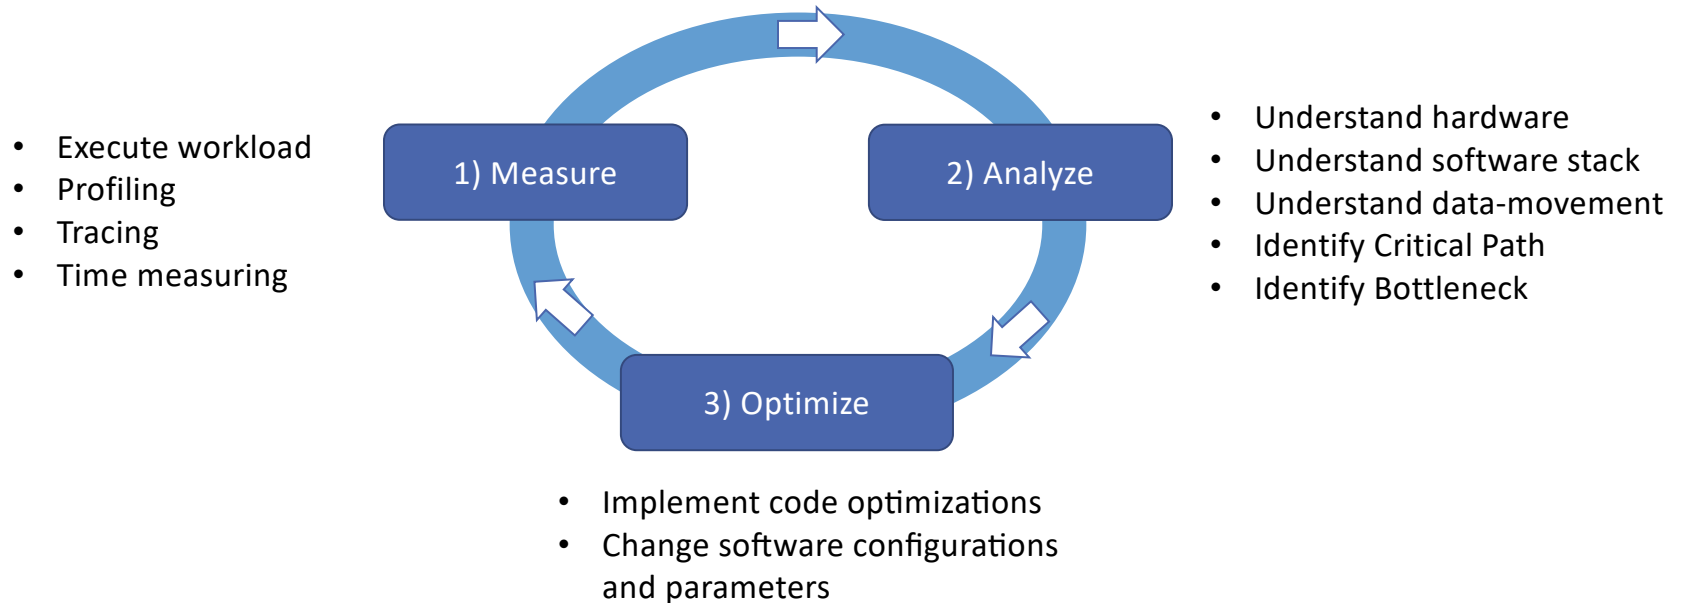 1) Measure
• Execute workload
• Profiling
• Tracing
• Time measuring
2) Analyze
• Understand hardware
• Understand software stack
• Understand data-movement
• Identify Critical Path
• Identify Bottleneck
3) Optimize
• Implement code optimizations
• Change software configurations
and parameters